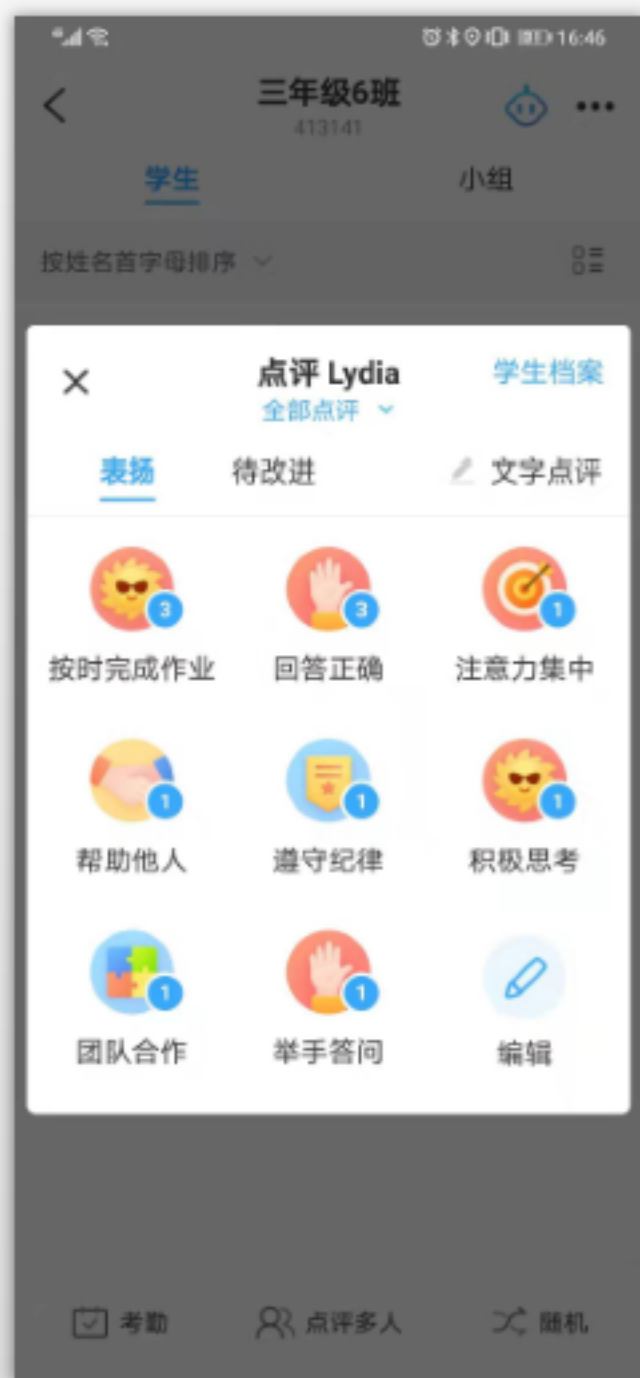 16:46
三年级6班
413141
学生 小组
按姓名首字母排序
点评 Lydia 学生档案
全部点评
表扬 待改进 文字点评
3 3 1
按时完成作业 回答正确 注意力集中
1 1 1
帮助他人 遵守纪律 积极思考
1 1
团队合作 举手答问 编辑
考勤 点评多人 随机